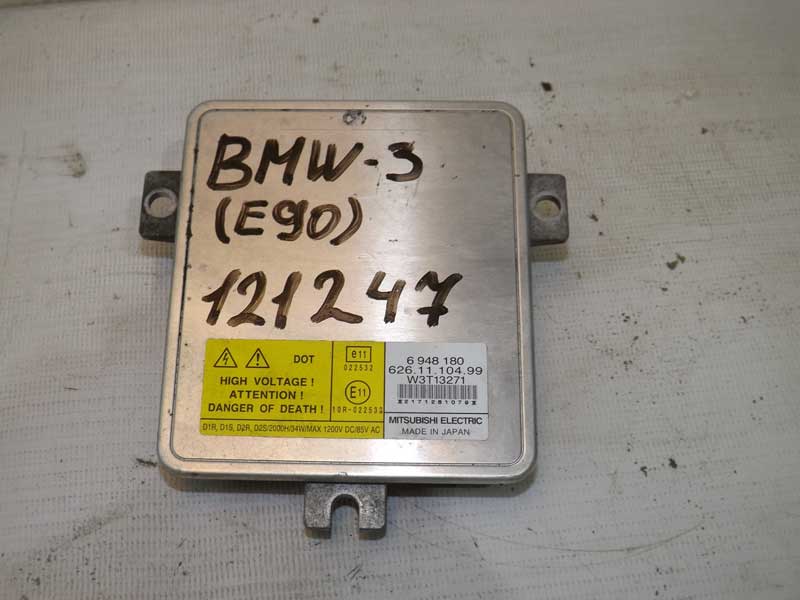 BMW-3
(E90)
121247
DOT
HIGH VOLTAGE !
ATTENTION !
DANGER OF DEATH !
e11
022532
E11
10R-022532
D1R, D1S, D2R, D2S/2000H/34W/MAX 1200V DC/85V AC
6 948 180
626.11.104.99
W3T13271
MITSUBISHI ELECTRIC
MADE IN JAPAN